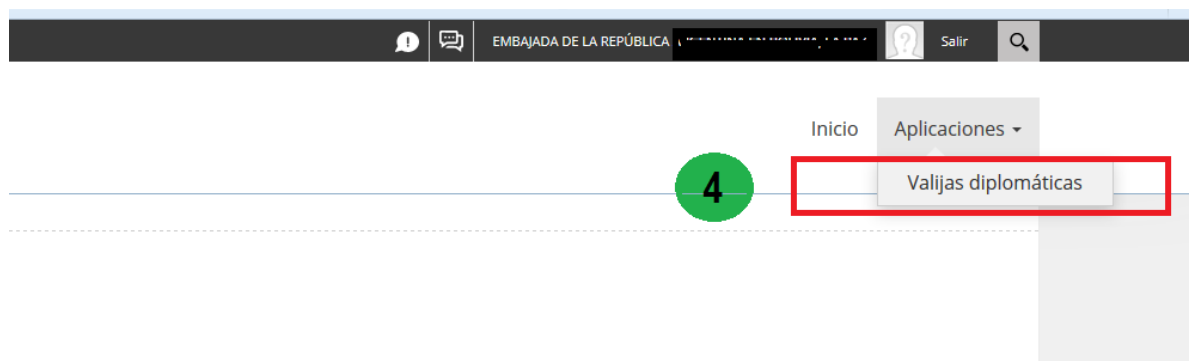 EMBAJADA DE LA REPÚBLICA
Salir
Inicio
Aplicaciones
4
Valijas diplomáticas